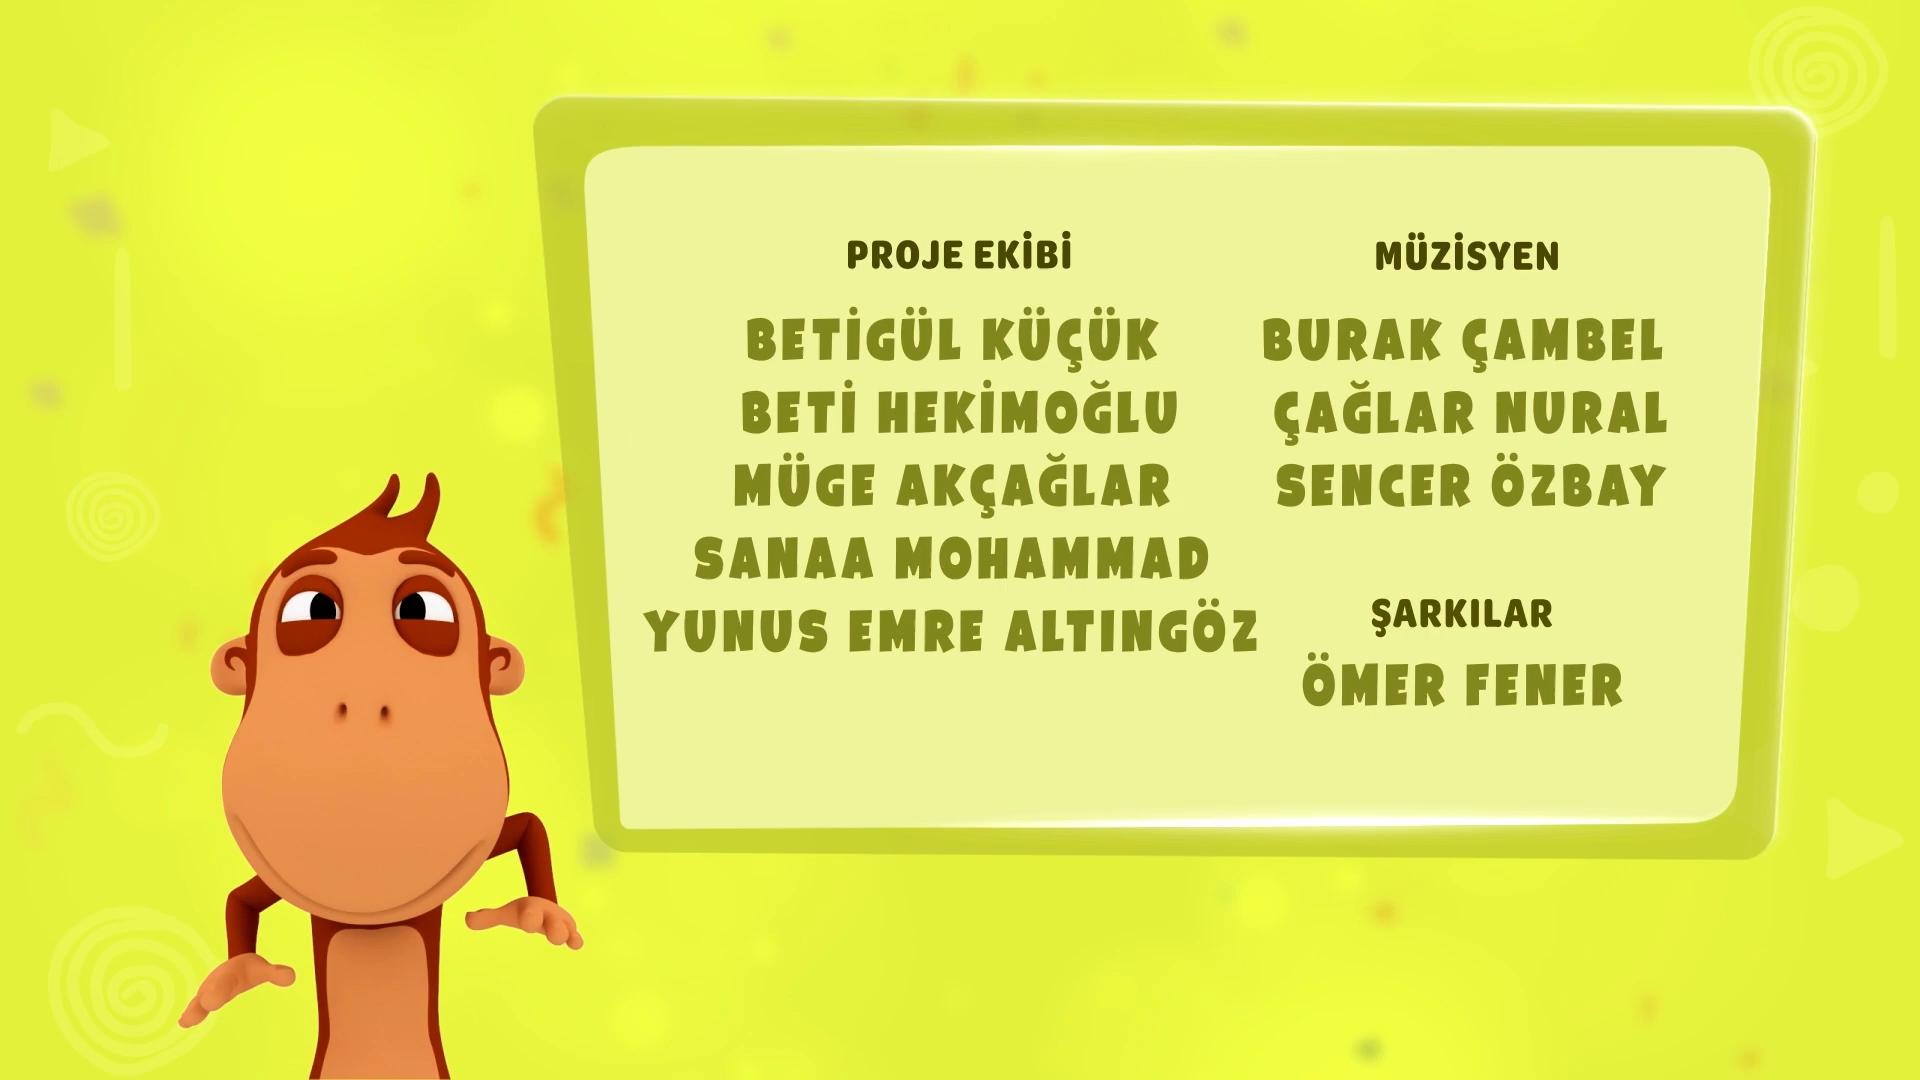 PROJE EKİBİ
BETİGÜL KÜÇÜK
BETİ HEKİMOĞLU
MÜGE AKÇAĞLAR
SANAA MOHAMMAD
YUNUS EMRE ALTINGÖZ
MÜZİSYEN
BURAK ÇAMBEL
ÇAĞLAR NURAL
SENCER ÖZBAY
ŞARKILAR
ÖMER FENER